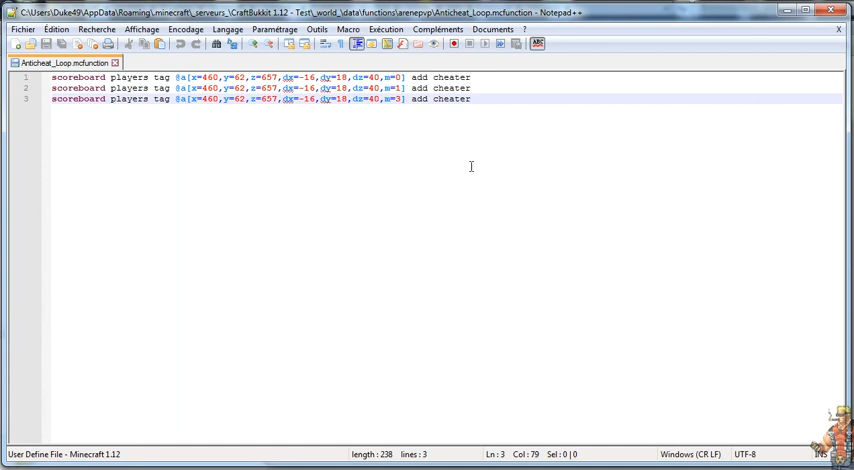 C:\Users\Duke49\AppData\Roaming\.minecraft\_serveurs_\CraftBukkit 1.12 - Test\_world_\data\functions\arenepvp\Anticheat_Loop.mcfunction - Notepad++
Fichier Édition Recherche Affichage Encodage Langage Paramétrage Outils Macro Exécution Compléments Documents ? X
Anticheat_Loop.mcfunction
1 scoreboard players tag @a[x=460,y=62,z=657,dx=-16,dy=18,dz=40,m=0] add cheater
2 scoreboard players tag @a[x=460,y=62,z=657,dx=-16,dy=18,dz=40,m=1] add cheater
3 scoreboard players tag @a[x=460,y=62,z=657,dx=-16,dy=18,dz=40,m=3] add cheater
User Define File - Minecraft 1.12 length : 238 lines : 3 Ln : 3 Col : 79 Sel : 0 | 0 Windows (CR LF) UTF-8 INS